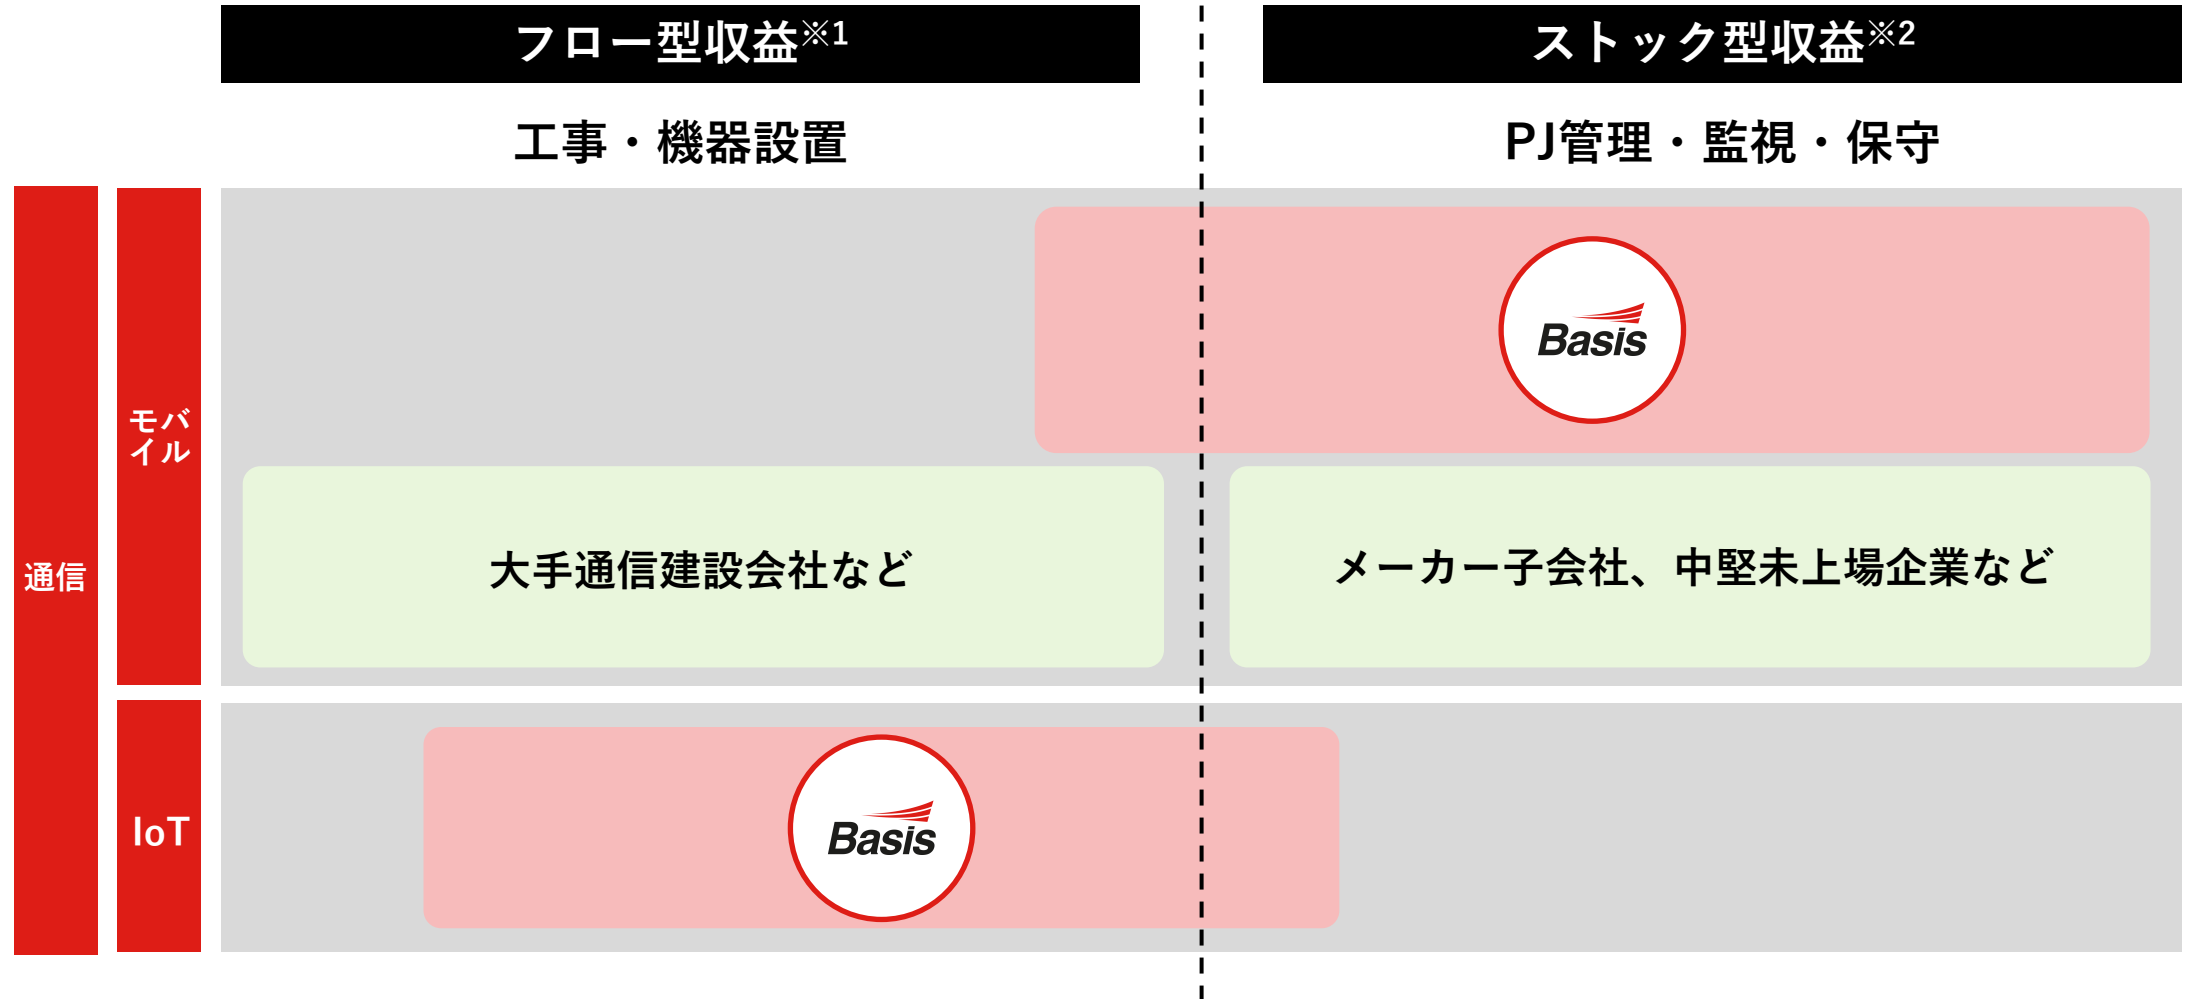 フロー型収益※1
ストック型収益※2
工事・機器設置
PJ管理・監視・保守
通信
モバ
イル
Basis
大手通信建設会社など
メーカー子会社、中堅未上場企業など
IoT
Basis